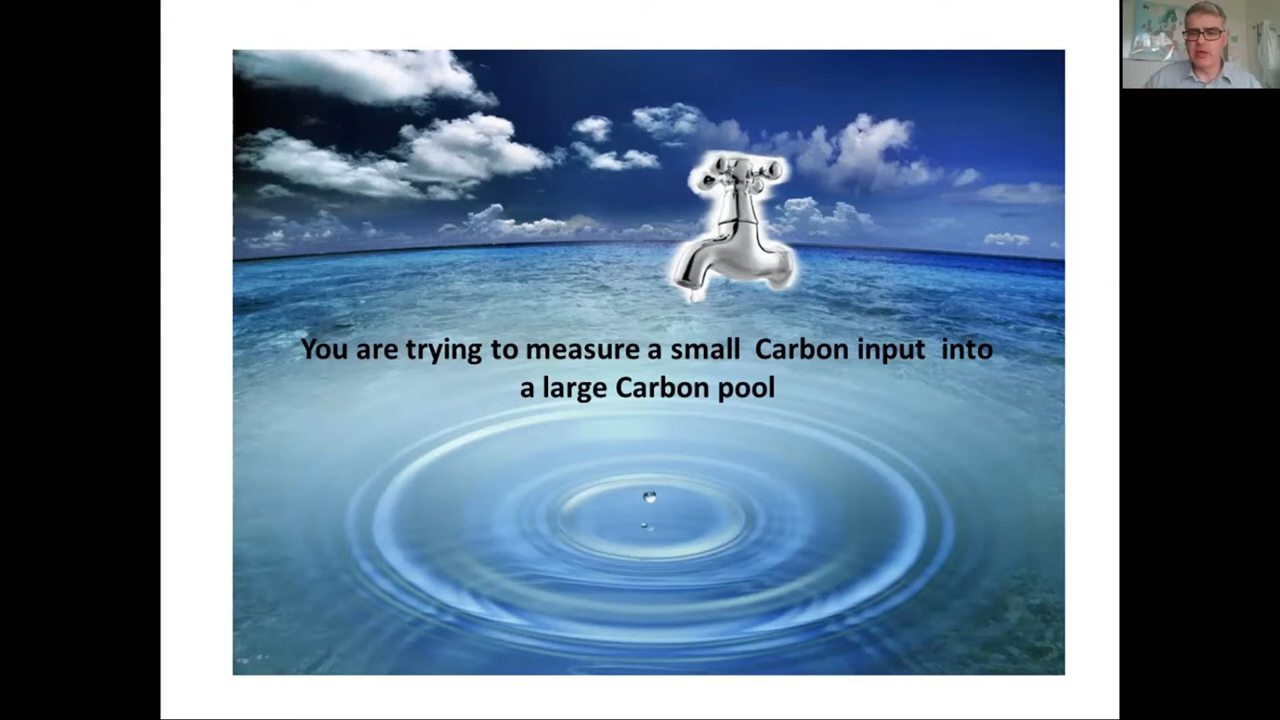 You are trying to measure a small  Carbon input  into
a large Carbon pool